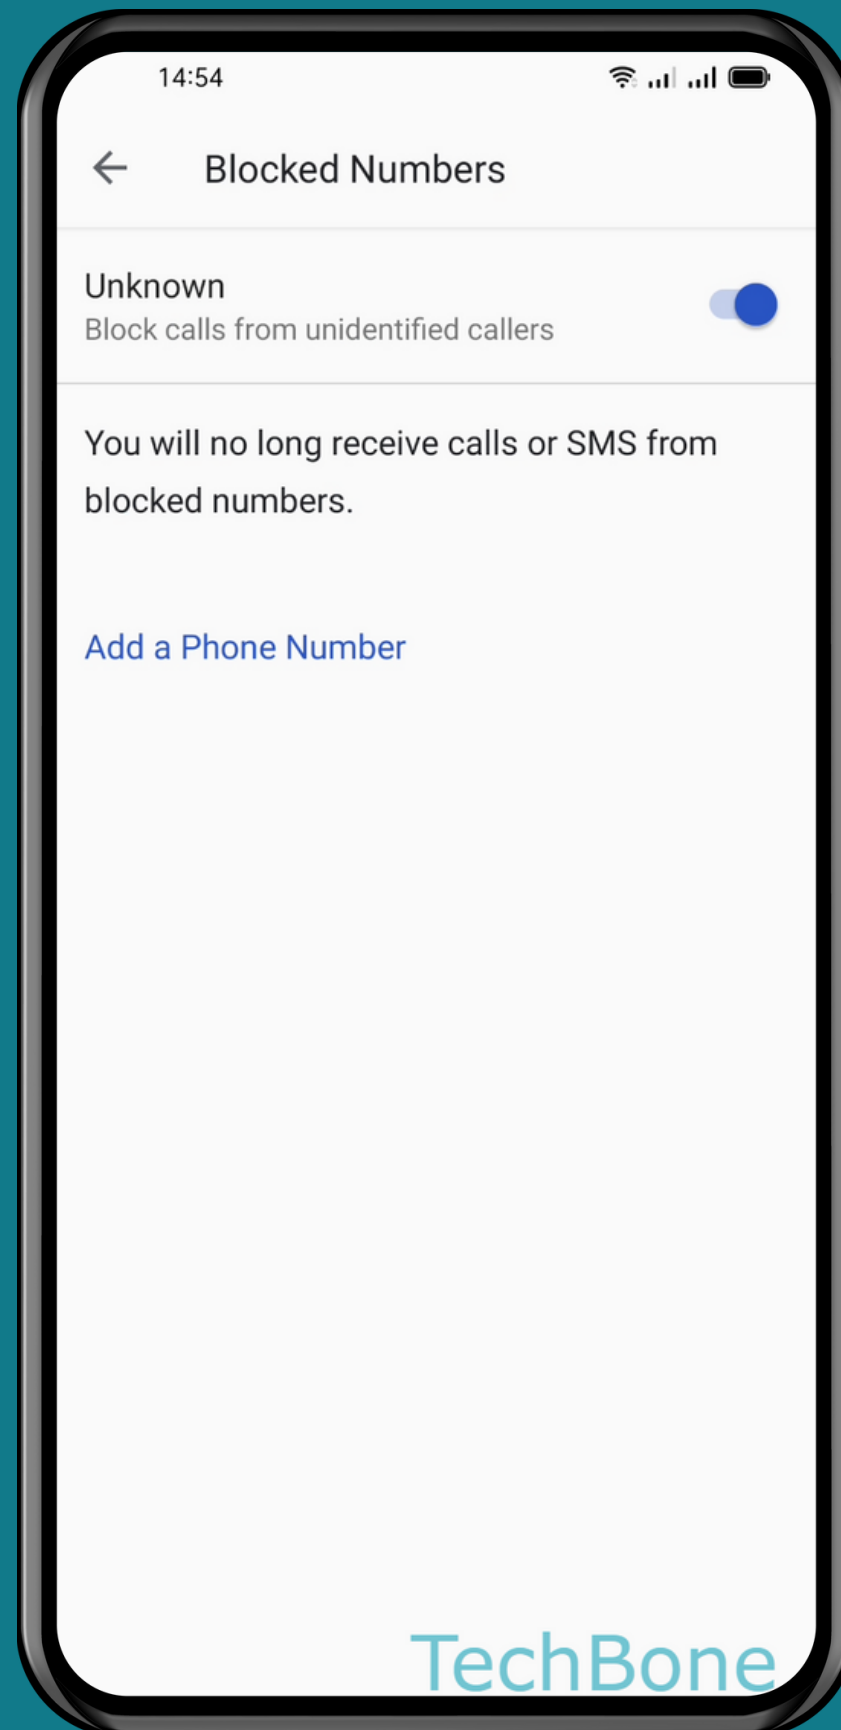 14:54
Blocked Numbers
Unknown
Block calls from unidentified callers
You will no long receive calls or SMS from
blocked numbers.
Add a Phone Number
TechBone